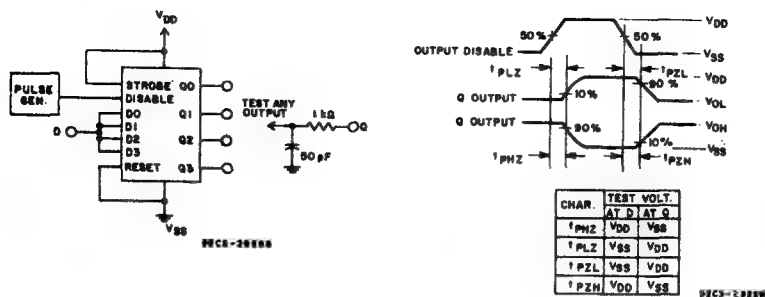 VDD
STROBE Q0
PULSE GEN.
DISABLE
D0 Q1
D D1
D2 Q2
D3
RESET Q3
VSS
TEST ANY OUTPUT
1 kΩ
Q
50 pF
VDD
50% 50%
OUTPUT DISABLE
VSS
tPLZ tPZL
VDD
90%
10%
Q OUTPUT
VOL
Q OUTPUT
VOH
90%
10%
VSS
tPHZ tPZH
CHAR. TEST VOLT.
AT D AT Q
tPHZ VDD VSS
tPLZ VSS VDD
tPZL VSS VDD
tPZH VDD VSS